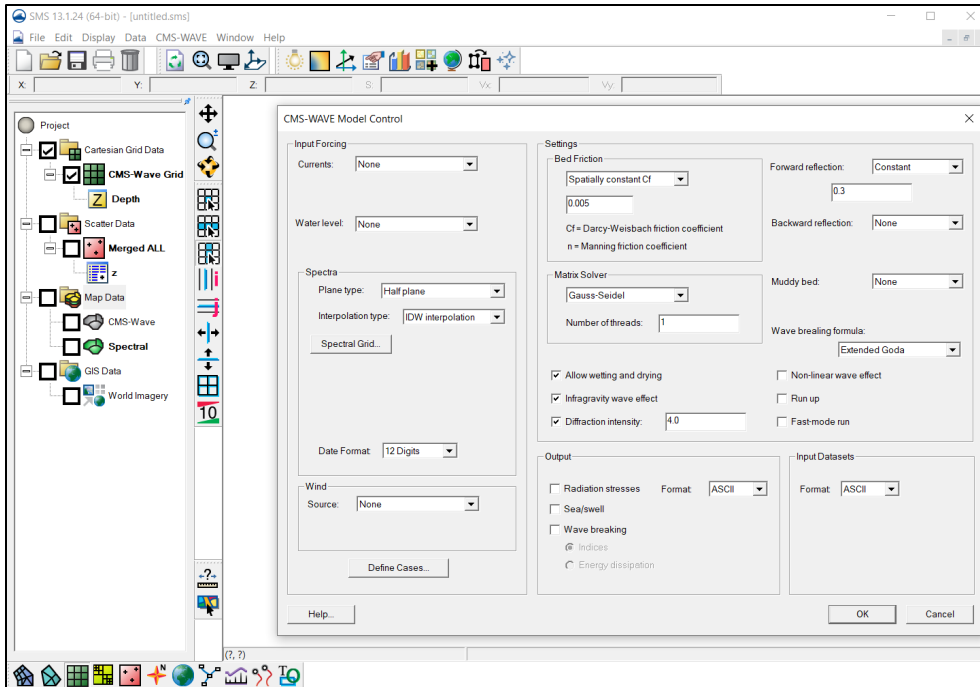 SMS 13.1.24 (64-bit) - [untitled.sms]
File Edit Display Data CMS-WAVE Window Help
X: Y: Z: S: Vx: Vy:
Project
Cartesian Grid Data
CMS-Wave Grid
Z Depth
Scatter Data
Merged ALL
z
Map Data
CMS-Wave
Spectral
GIS Data
World Imagery
i
10
?
CMS-WAVE Model Control
Input Forcing
Currents: None
Water level: None
Spectra
Plane type: Half plane
Interpolation type: IDW interpolation
Spectral Grid...
Date Format: 12 Digits
Wind
Source: None
Define Cases...
Settings
Bed Friction
Spatially constant Cf
0.005
Cf = Darcy-Weisbach friction coefficient
n = Manning friction coefficient
Forward reflection: Constant
0.3
Backward reflection: None
Matrix Solver
Gauss-Seidel
Number of threads: 1
Muddy bed: None
Wave brealing formula:
Extended Goda
Allow wetting and drying
Non-linear wave effect
Infragravity wave effect
Run up
Diffraction intensity: 4.0
Fast-mode run
Output
Radiation stresses Format: ASCII
Sea/swell
Wave breaking
Indices
Energy dissipation
Input Datasets
Format: ASCII
Help...
OK
Cancel
(?, ?)
N
T